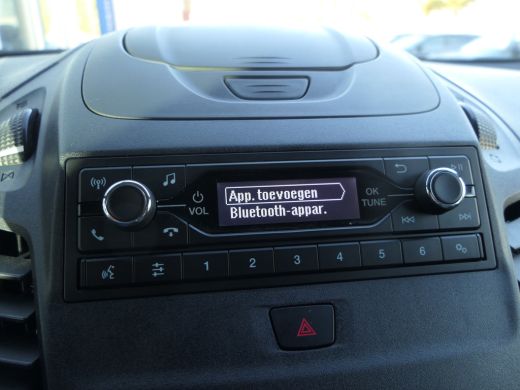 App. toevoegen
Bluetooth-appar.
VOL
OK
TUNE
1 2 3 4 5 6